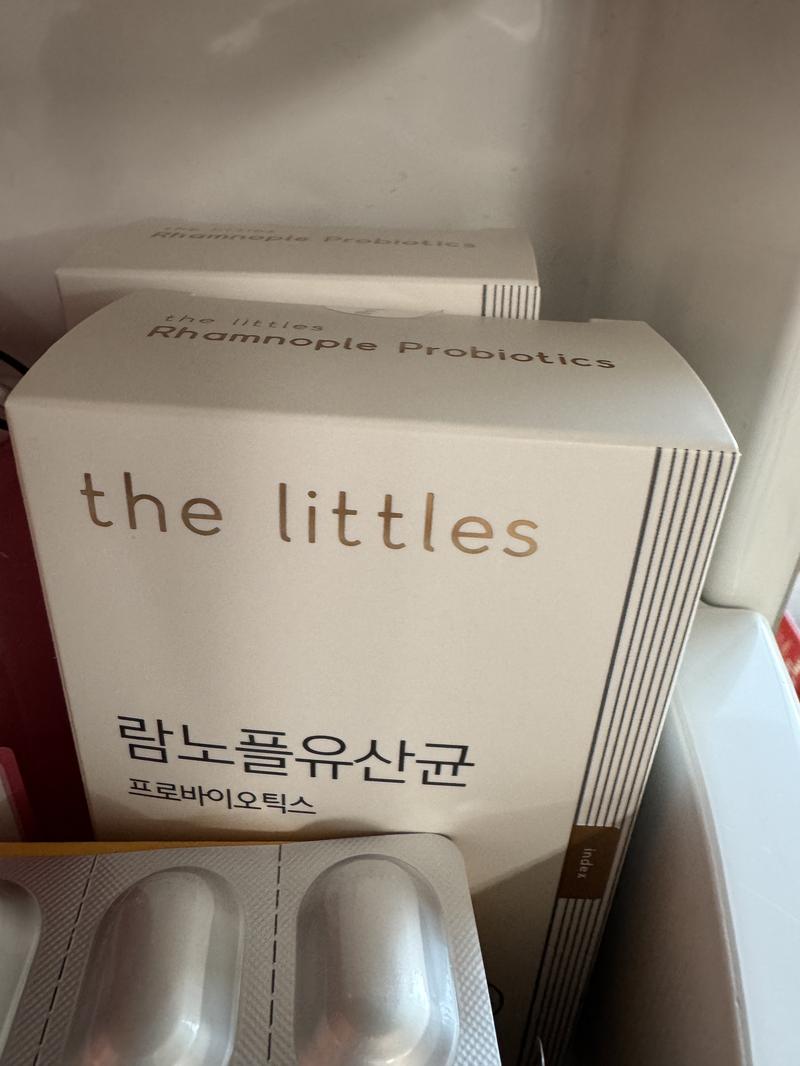 the littles
Rhamnople Probiotics
the littles
Rhamnople Probiotics
the littles
람노플유산균
프로바이오틱스
index